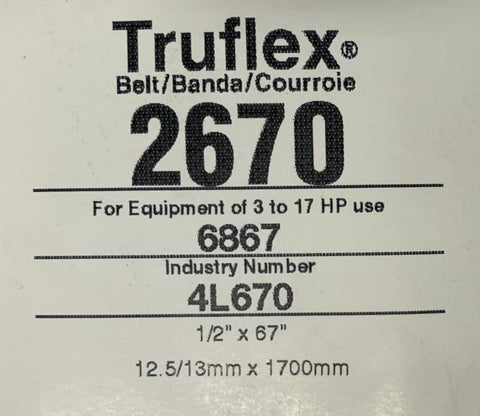 Truflex®
Belt/Banda/Courroie
2670
For Equipment of 3 to 17 HP use
6867
Industry Number
4L670
1/2" x 67"
12.5/13mm x 1700mm